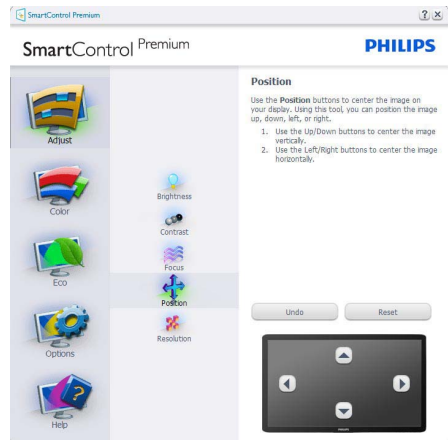 SmartControl Premium
SmartControl Premium
PHILIPS
Adjust
Color
Eco
Options
Help
Brightness
Contrast
Focus
Position
Resolution
Position
Use the Position buttons to center the image on
your display. Using this tool, you can position the image
up, down, left, or right.
1. Use the Up/Down buttons to center the image
vertically.
2. Use the Left/Right buttons to center the image
horizontally.
Undo
Reset
PHILIPS